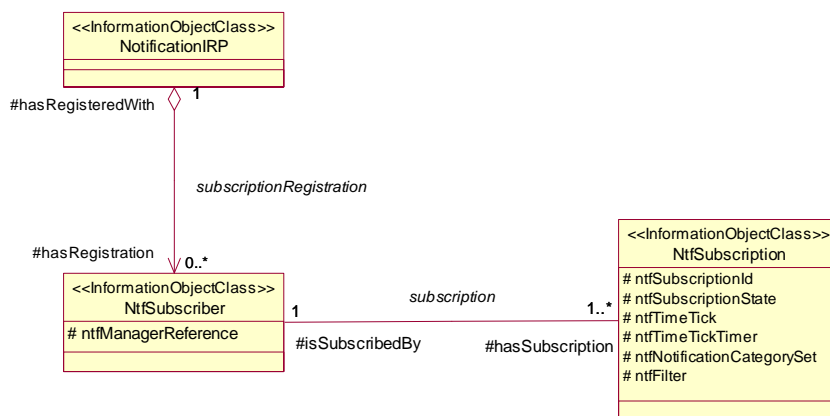 <<InformationObjectClass>>
NotificationIRP
1
#hasRegisteredWith
subscriptionRegistration
#hasRegistration
0..*
<<InformationObjectClass>>
NtfSubscriber
# ntfManagerReference
1
subscription
1..*
#isSubscribedBy
#hasSubscription
<<InformationObjectClass>>
NtfSubscription
# ntfSubscriptionId
# ntfSubscriptionState
# ntfTimeTick
# ntfTimeTickTimer
# ntfNotificationCategorySet
# ntfFilter